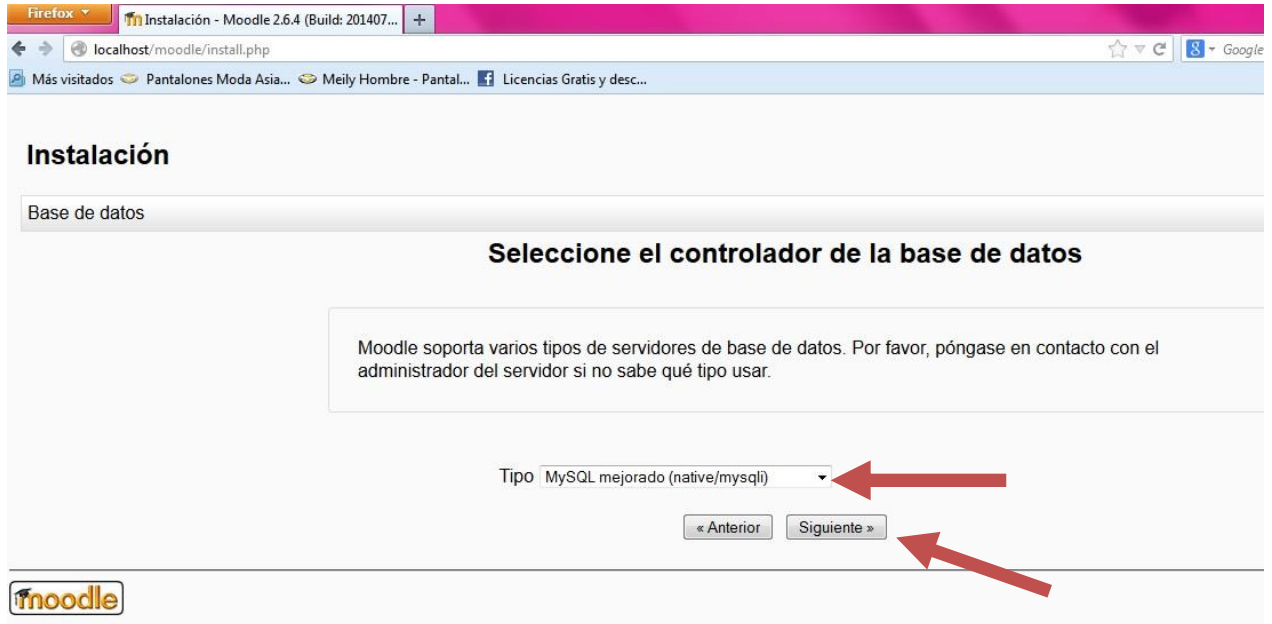 Firefox
Instalación - Moodle 2.6.4 (Build: 201407... +
localhost/moodle/install.php
8 Google
Más visitados Pantalones Moda Asia... Meily Hombre - Pantal... f Licencias Gratis y desc...
Instalación
Base de datos
Seleccione el controlador de la base de datos
Moodle soporta varios tipos de servidores de base de datos. Por favor, póngase en contacto con el
administrador del servidor si no sabe qué tipo usar.
Tipo MySQL mejorado (native/mysqli)
« Anterior Siguiente »
moodle